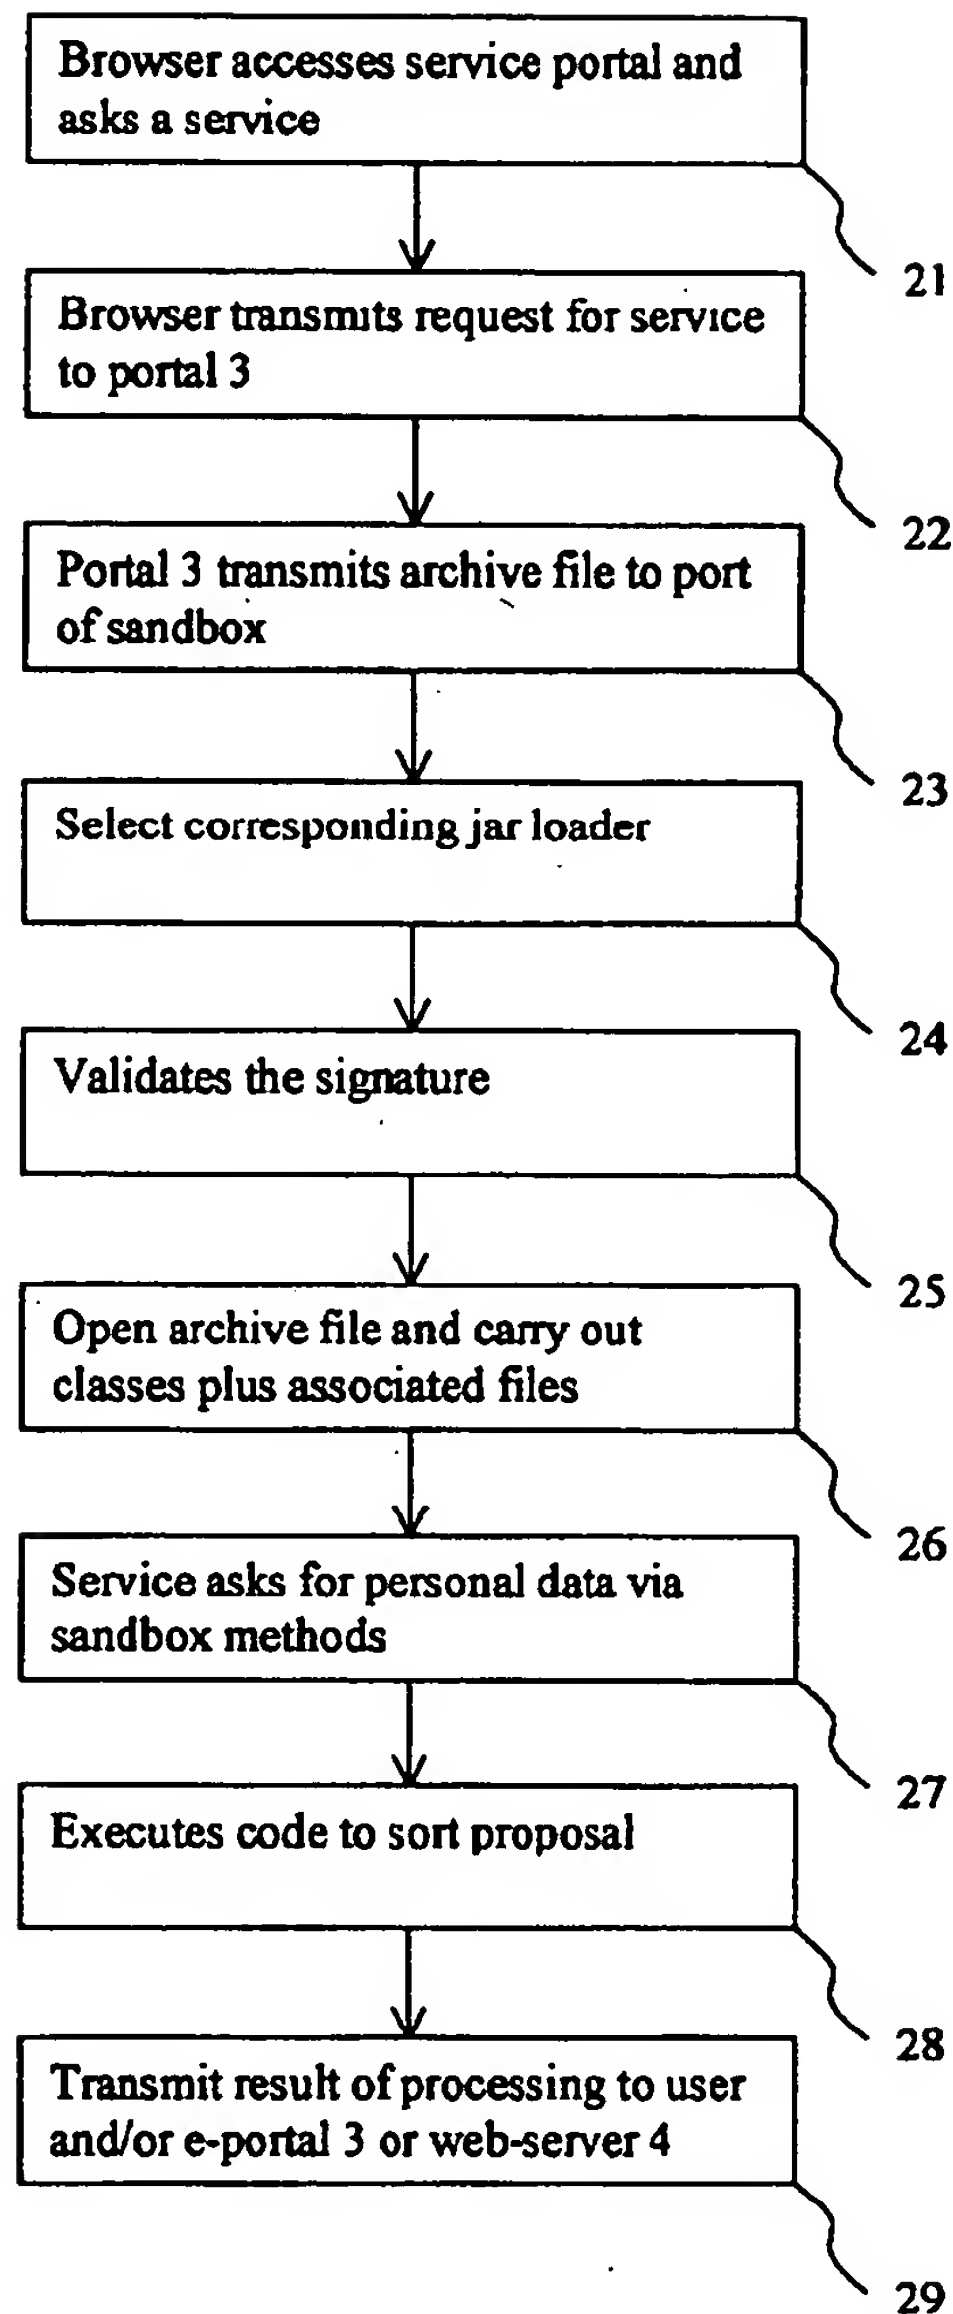 Browser accesses service portal and
asks a service
21
Browser transmits request for service
to portal 3
22
Portal 3 transmits archive file to port
of sandbox
23
Select corresponding jar loader
24
Validates the signature
25
Open archive file and carry out
classes plus associated files
26
Service asks for personal data via
sandbox methods
27
Executes code to sort proposal
28
Transmit result of processing to user
and/or e-portal 3 or web-server 4
29